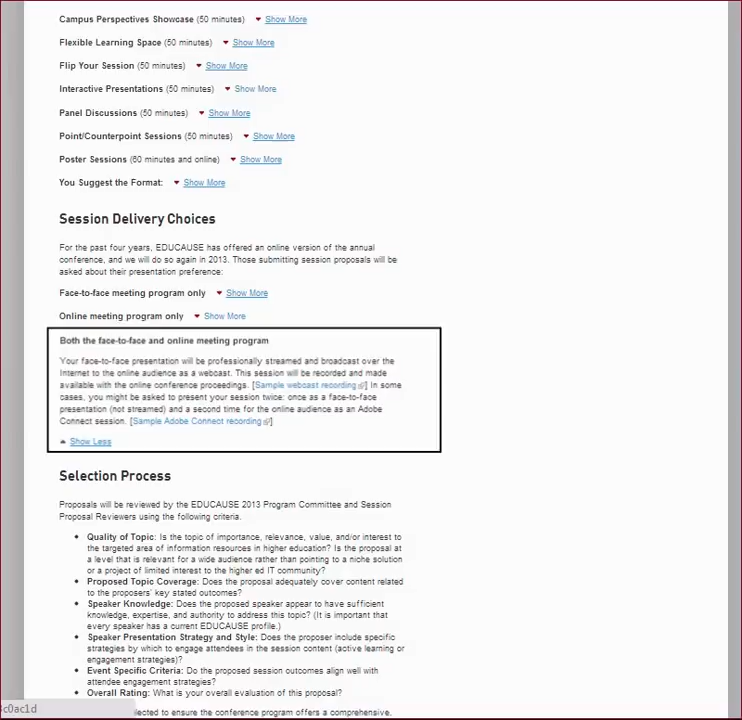 Campus Perspectives Showcase (50 minutes) Show More
Flexible Learning Space (50 minutes) Show More
Flip Your Session (50 minutes) Show More
Interactive Presentations (50 minutes) Show More
Panel Discussions (50 minutes) Show More
Point/Counterpoint Sessions (50 minutes) Show More
Poster Sessions (60 minutes and online) Show More
You Suggest the Format: Show More
Session Delivery Choices
For the past four years, EDUCAUSE has offered an online version of the annual
conference, and we will do so again in 2013. Those submitting session proposals will be
asked about their presentation preference:
Face-to-face meeting program only Show More
Online meeting program only Show More
Both the face-to-face and online meeting program
Your face-to-face presentation will be professionally streamed and broadcast over the
Internet to the online audience as a webcast. This session will be recorded and made
available with the online conference proceedings. [Sample webcast recording] In some
cases, you might be asked to present your session twice: once as a face-to-face
presentation (not streamed) and a second time for the online audience as an Adobe
Connect session. [Sample Adobe Connect recording]
Show Less
Selection Process
Proposals will be reviewed by the EDUCAUSE 2013 Program Committee and Session
Proposal Reviewers using the following criteria.
• Quality of Topic: Is the topic of importance, relevance, value, and/or interest to
the targeted area of information resources in higher education? Is the proposal at
a level that is relevant for a wide audience rather than pointing to a niche solution
or a project of limited interest to the higher ed IT community?
• Proposed Topic Coverage: Does the proposal adequately cover content related
to the proposers' key stated outcomes?
• Speaker Knowledge: Does the proposed speaker appear to have sufficient
knowledge, expertise, and authority to address this topic? (It is important that
every speaker has a current EDUCAUSE profile.)
• Speaker Presentation Strategy and Style: Does the proposer include specific
strategies by which to engage attendees in the session content (active learning or
engagement strategies)?
• Event Specific Criteria: Do the proposed session outcomes align well with
attendee engagement strategies?
• Overall Rating: What is your overall evaluation of this proposal?
lected to ensure the conference program offers a comprehensive,